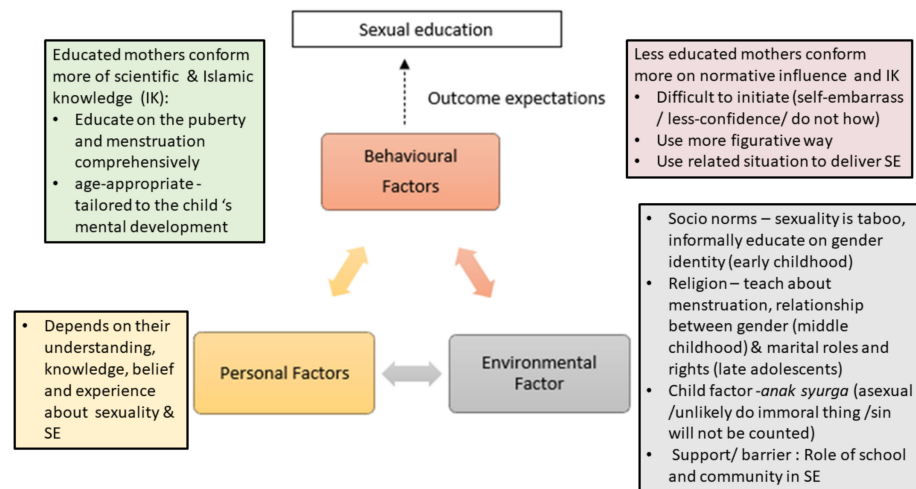 Sexual education
Educated mothers conform
more of scientific & Islamic
knowledge (IK):
• Educate on the puberty
and menstruation
comprehensively
• age-appropriate -
tailored to the child 's
mental development
Outcome expectations
Less educated mothers conform
more on normative influence and IK
• Difficult to initiate (self-embarrass
/ less-confidence/ do not how)
• Use more figurative way
• Use related situation to deliver SE
Behavioural
Factors
• Depends on their
understanding,
knowledge, belief
and experience
about sexuality &
SE
Personal Factors
Environmental
Factor
• Socio norms – sexuality is taboo,
informally educate on gender
identity (early childhood)
• Religion – teach about
menstruation, relationship
between gender (middle
childhood) & marital roles and
rights (late adolescents)
• Child factor -anak syurga (asexual
/unlikely do immoral thing /sin
will not be counted)
• Support/ barrier : Role of school
and community in SE